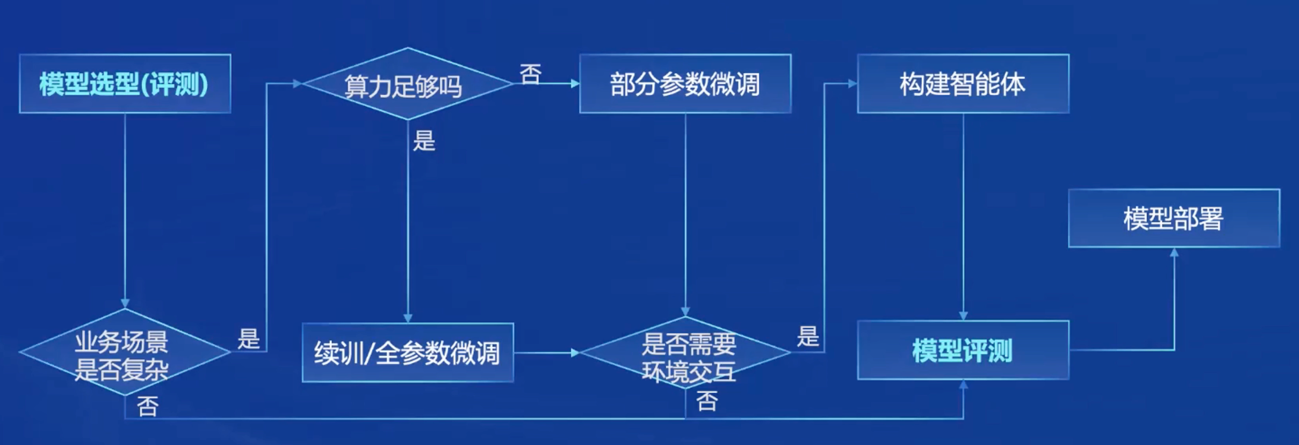 模型选型(评测)
算力足够吗
否
部分参数微调
构建智能体
是
模型部署
业务场景
是否复杂
是
续训/全参数微调
是否需要
环境交互
是
模型评测
否
否